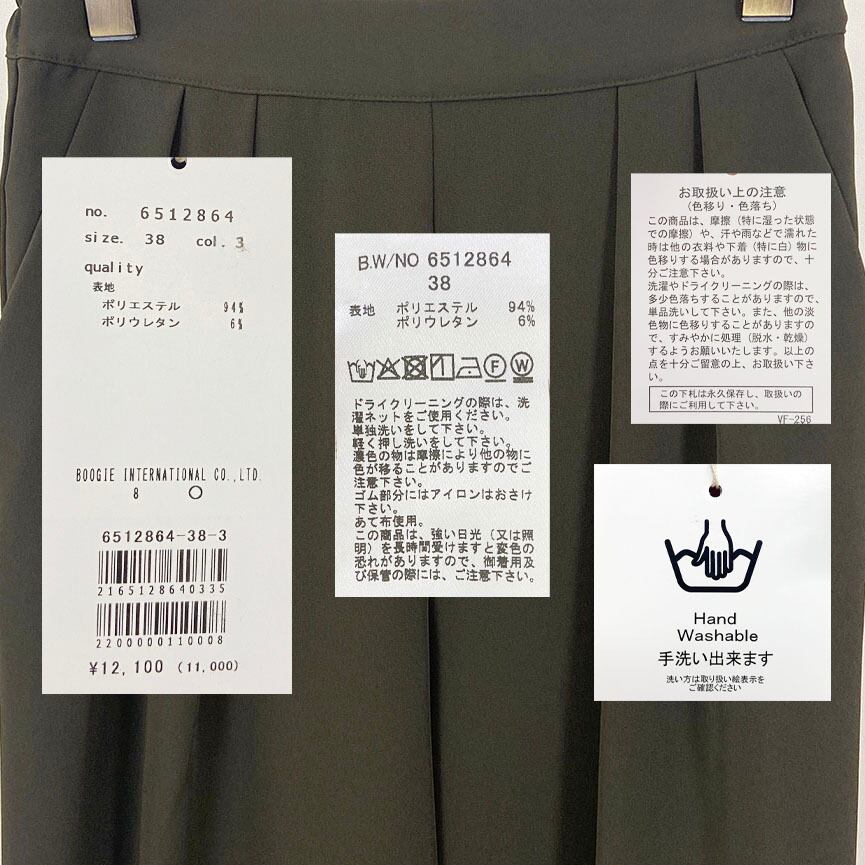 no. 6512864
size. 38 col. 3
quality
表地
ポリエステル 94%
ポリウレタン 6%
BOOGIE INTERNATIONAL CO.,LTD.
8 ○
6512864-38-3
2165128640335
2200000110008
¥12,100 (11,000)
B.W/NO 6512864
38
表地 ポリエステル 94%
ポリウレタン 6%
F W
ドライクリーニングの際は、洗
濯ネットをご使用ください。
単独洗いをして下さい。
軽く押し洗いをして下さい。
濃色の物は摩擦により他の物に
色が移ることがありますのでご
注意下さい。
ゴム部分にはアイロンはおさけ
下さい。
あて布使用。
この商品は、強い日光(又は照
明)を長時間受けますと変色の
恐れがありますので、御着用及
び保管の際には、ご注意下さい。
お取扱い上の注意
(色移り・色落ち)
この商品は、摩擦(特に湿った状態
での摩擦)や、汗や雨などで濡れた
時は他の衣料や下着(特に白)物に
色移りする場合がありますので、十
分ご注意下さい。
洗濯やドライクリーニングの際は、
多少色落ちすることがありますので、
単品洗いして下さい。また、他の淡
色物に色移りすることがありますの
で、すみやかに処理(脱水・乾燥)
するようお願いいたします。以上の
点を十分ご留意の上、お取扱い下さ
い。
この下札は永久保存し、取扱いの
際にご利用して下さい。
VF-256
Hand
Washable
手洗い出来ます
洗い方は取り扱い絵表示を
ご確認ください